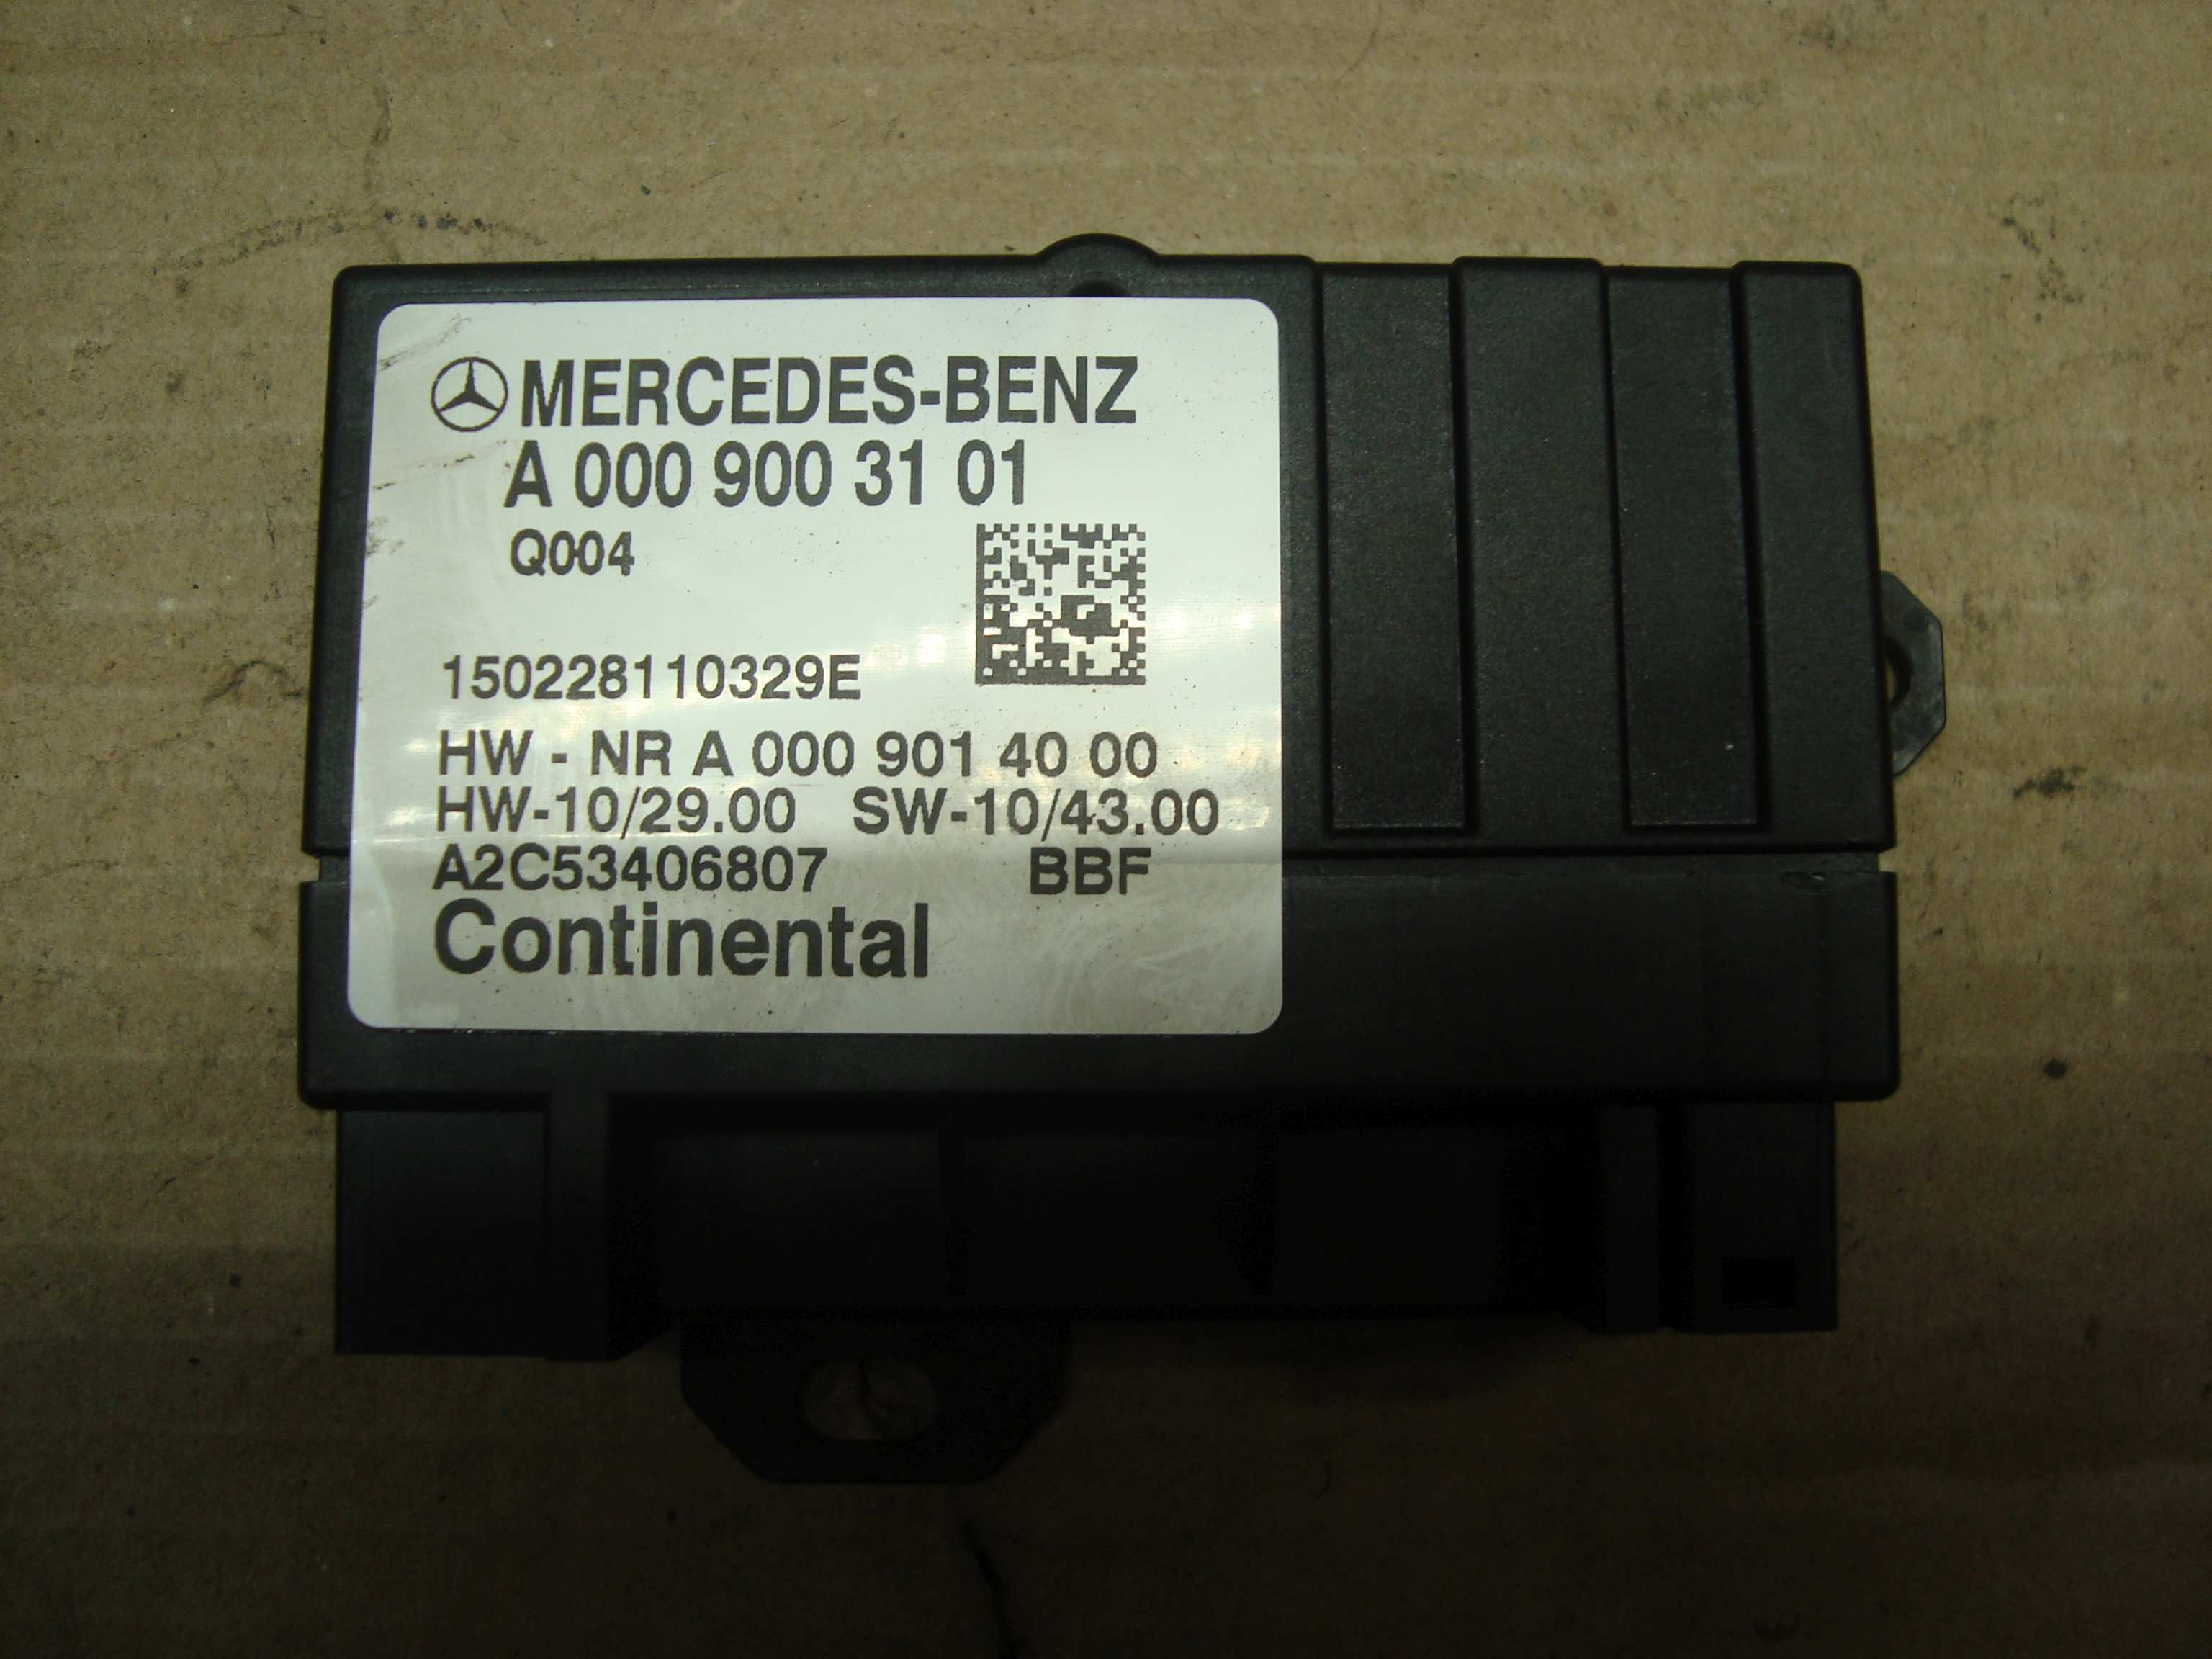 MERCEDES-BENZ
A 000 900 31 01
Q004
150228110329E
HW - NR A 000 901 40 00
HW-10/29.00 SW-10/43.00
A2C53406807 BBF
Continental